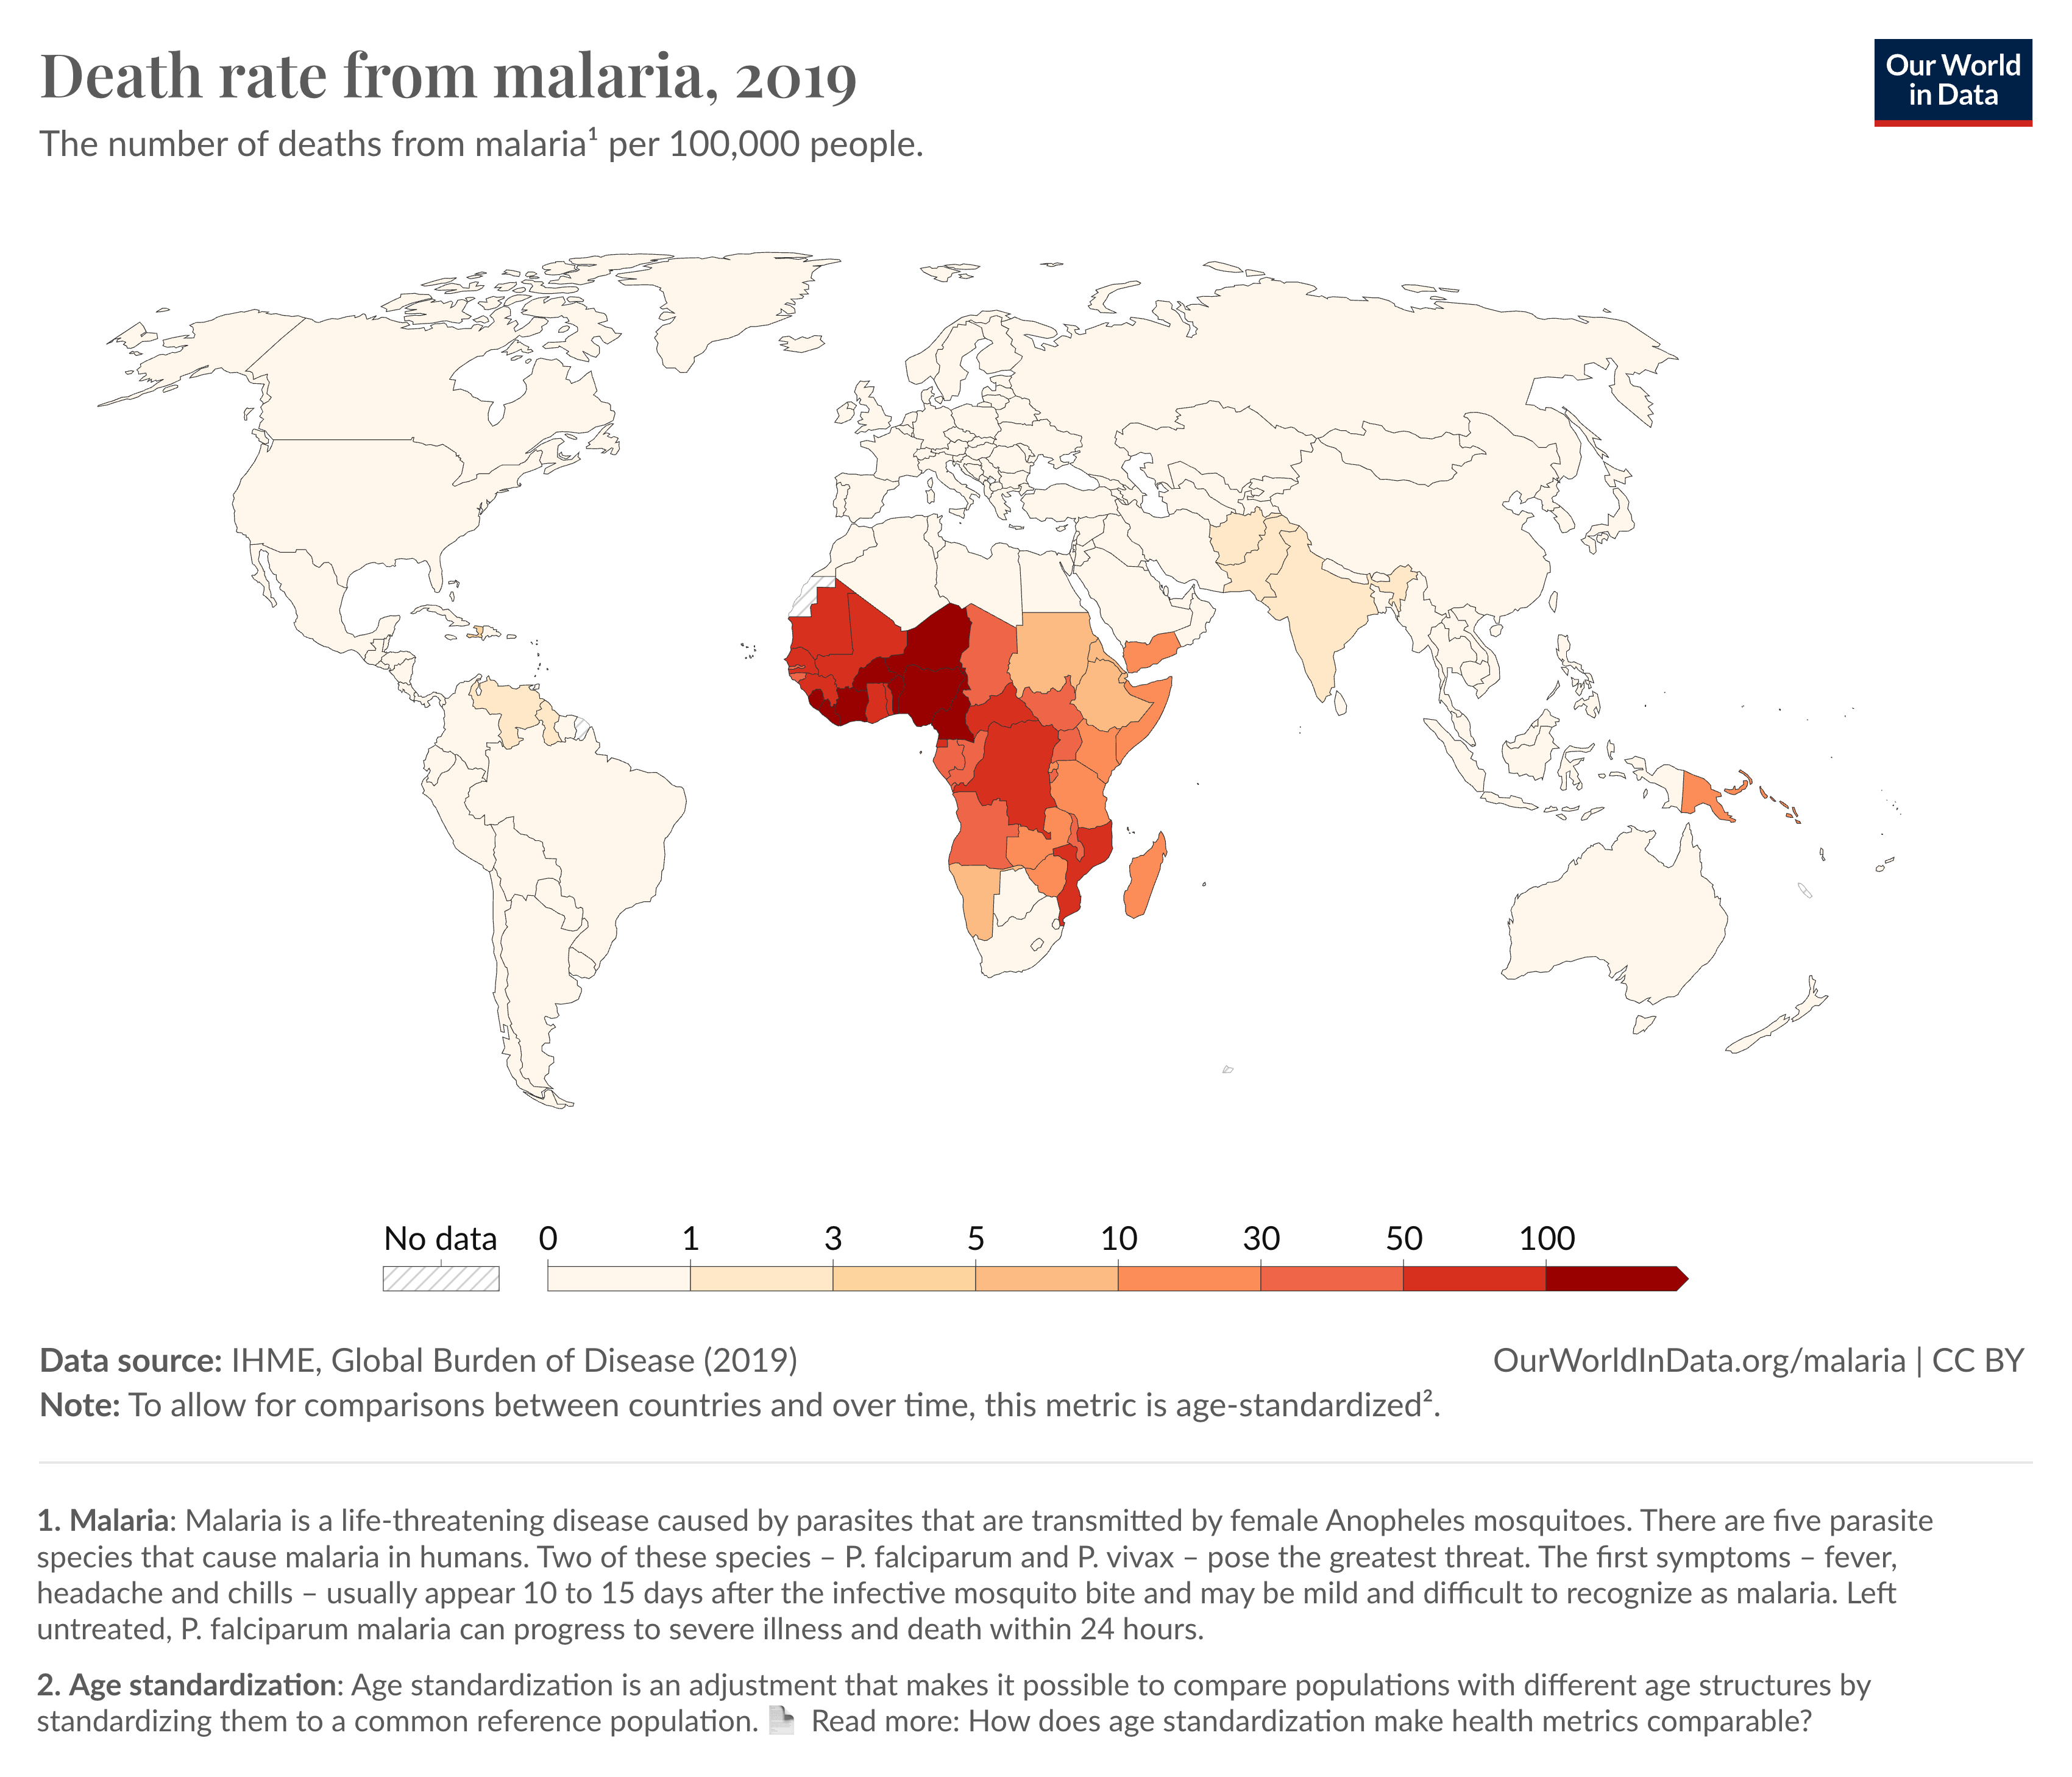 Death rate from malaria, 2019
Our World
in Data
The number of deaths from malaria¹ per 100,000 people.
No data 0 1 3 5 10 30 50 100
Data source: IHME, Global Burden of Disease (2019)
OurWorldInData.org/malaria | CC BY
Note: To allow for comparisons between countries and over time, this metric is age-standardized².
1. Malaria: Malaria is a life-threatening disease caused by parasites that are transmitted by female Anopheles mosquitoes. There are five parasite
species that cause malaria in humans. Two of these species – P. falciparum and P. vivax – pose the greatest threat. The first symptoms – fever,
headache and chills – usually appear 10 to 15 days after the infective mosquito bite and may be mild and difficult to recognize as malaria. Left
untreated, P. falciparum malaria can progress to severe illness and death within 24 hours.
2. Age standardization: Age standardization is an adjustment that makes it possible to compare populations with different age structures by
standardizing them to a common reference population. Read more: How does age standardization make health metrics comparable?